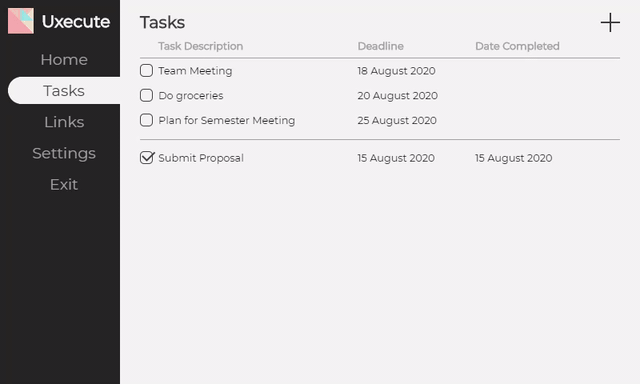 Uxecute
Home
Tasks
Links
Settings
Exit
Tasks
Task Description Deadline Date Completed
Team Meeting 18 August 2020
Do groceries 20 August 2020
Plan for Semester Meeting 25 August 2020
Submit Proposal 15 August 2020 15 August 2020